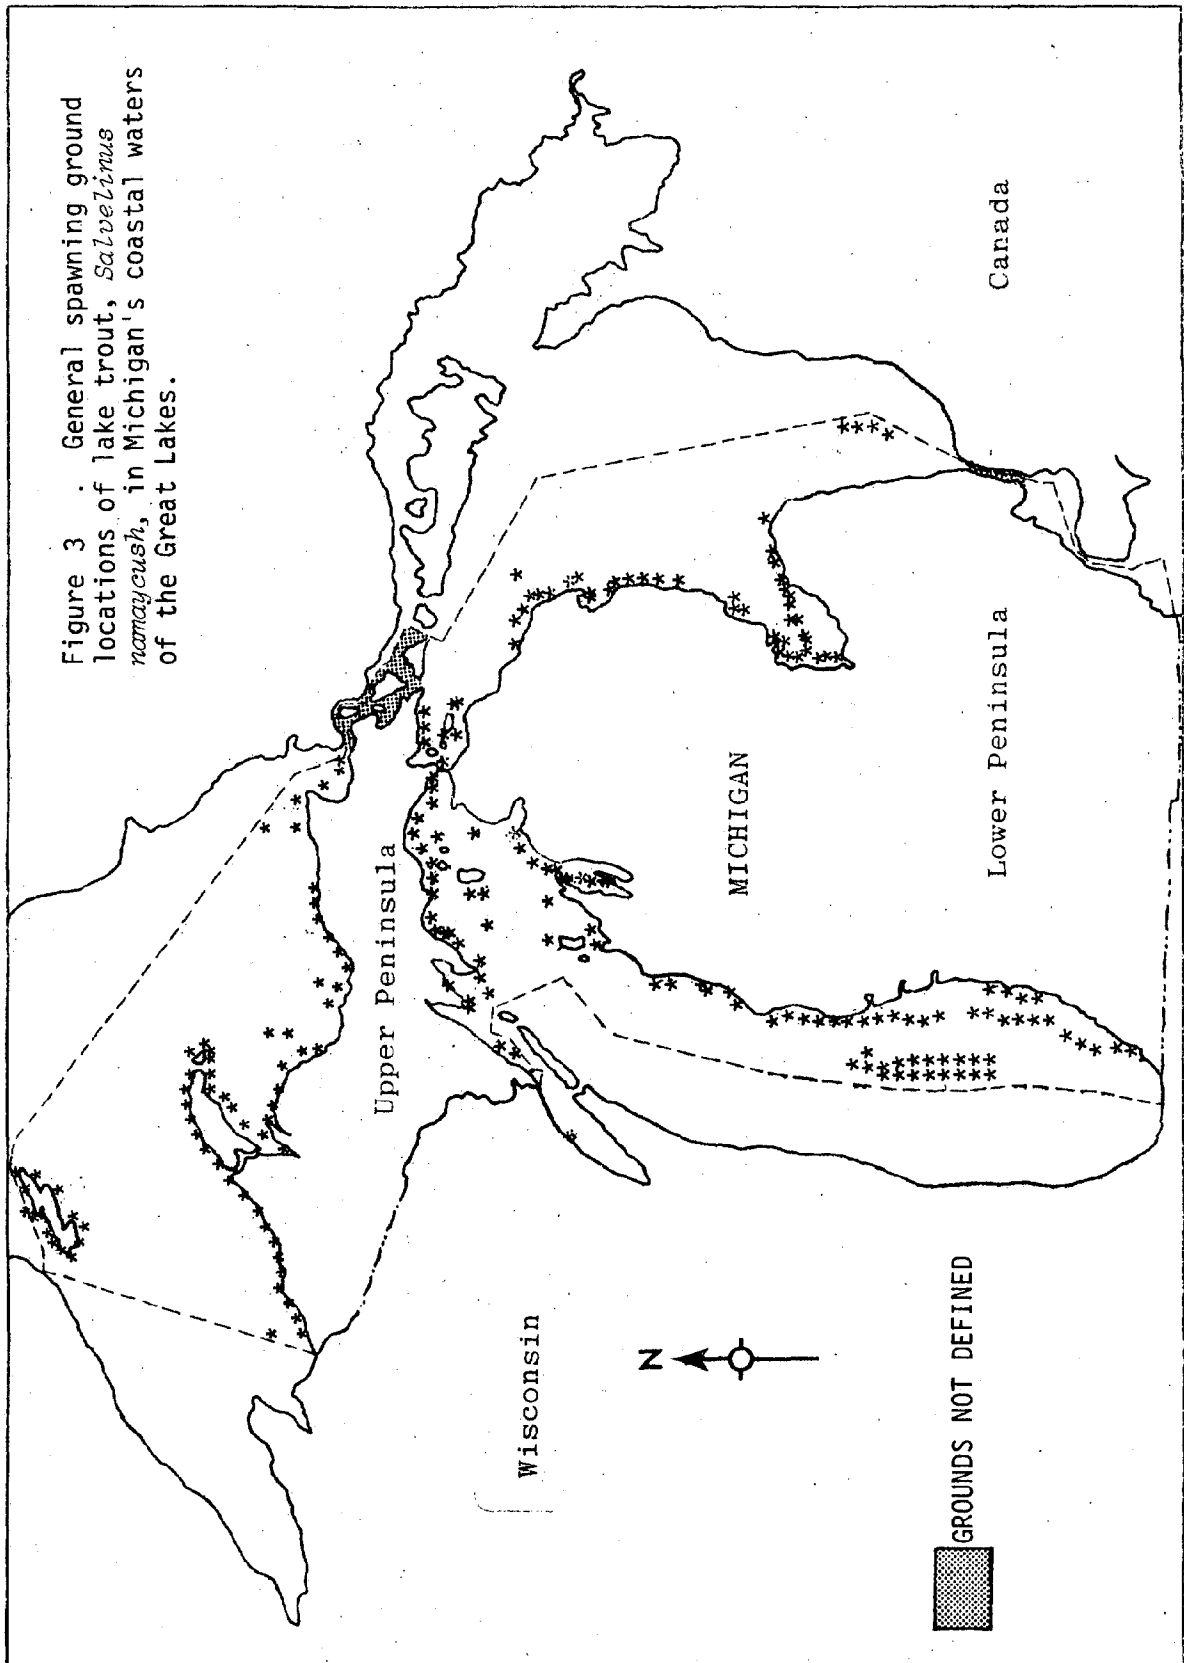 Figure 3 . General spawning ground
locations of lake trout, Salvelinus
namaycush, in Michigan's coastal waters
of the Great Lakes.
Upper Peninsula
Wisconsin
MICHIGAN
Canada
Lower Peninsula
N
GROUNDS NOT DEFINED